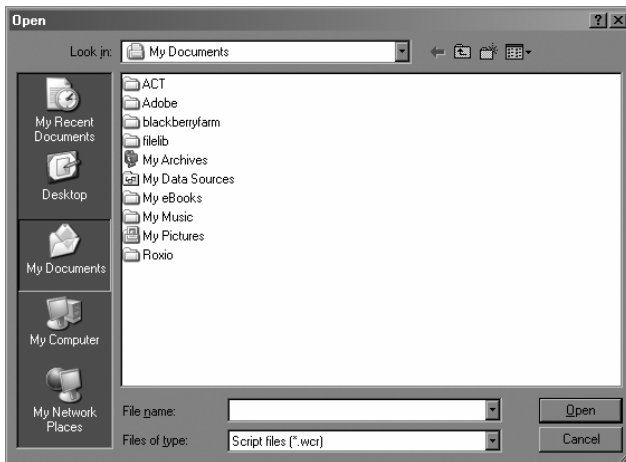 Open
Look in:
My Documents
My Recent
Documents
Desktop
My Documents
My Computer
My Network
Places
ACT
Adobe
blackberryfarm
filelib
My Archives
My Data Sources
My eBooks
My Music
My Pictures
Roxio
File name:
Open
Files of type:
Script files (*.wcr)
Cancel